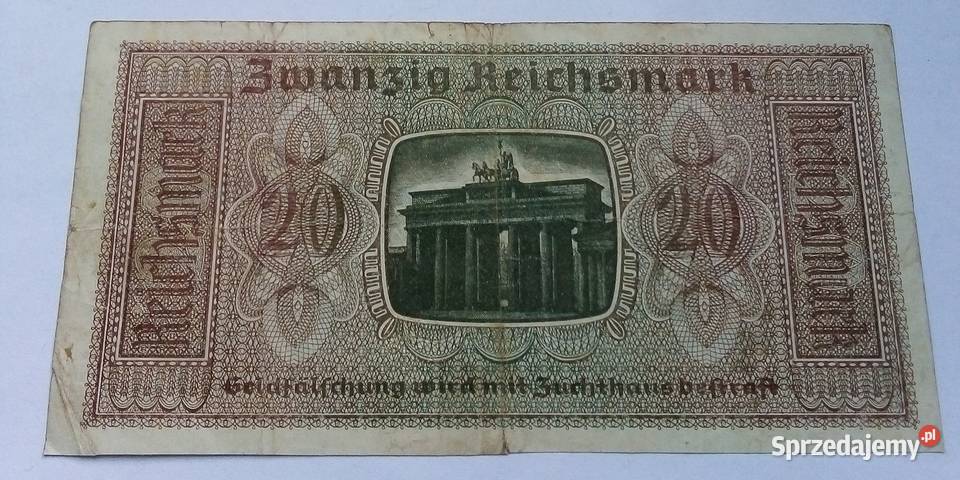 Zwanzig Reichsmark
Reichsmark
20
20
Reichsmark
Geldfälschung wird mit Zuchthaus bestraft
Sprzedajemy.pl